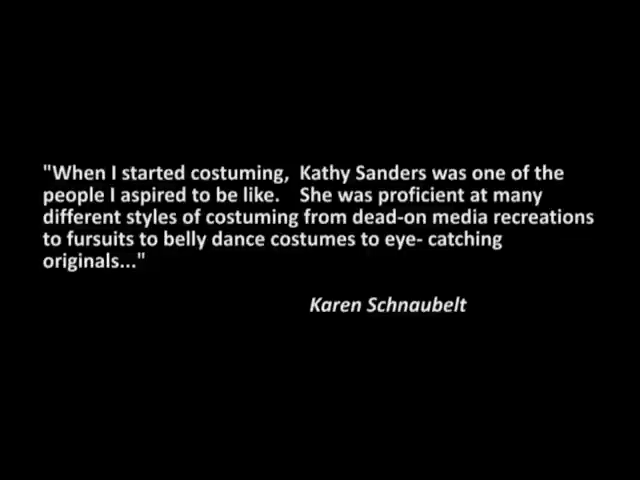 "When I started costuming,  Kathy Sanders was one of the
people I aspired to be like.    She was proficient at many
different styles of costuming from dead-on media recreations
to fursuits to belly dance costumes to eye- catching
originals..."
Karen Schnaubelt